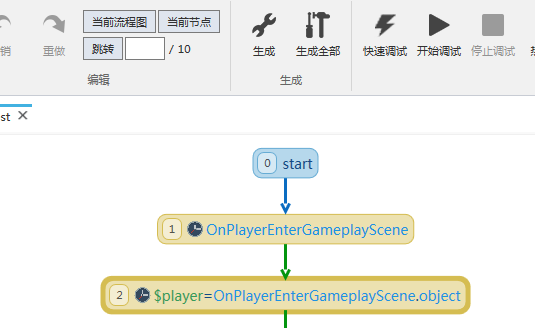 销 重做
当前流程图 当前节点
跳转 / 10
编辑
生成 生成全部
生成
快速调试 开始调试 停止调试
st
0 start
1 OnPlayerEnterGameplayScene
2 $player=OnPlayerEnterGameplayScene.object